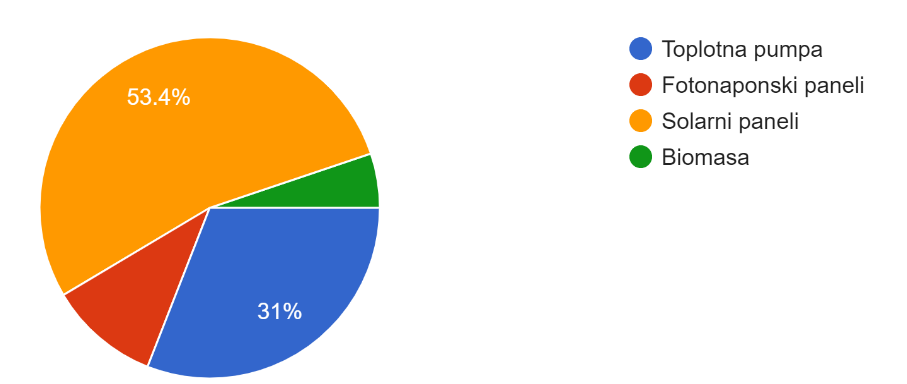 53.4%
31%
Toplotna pumpa
Fotonaponski paneli
Solarni paneli
Biomasa